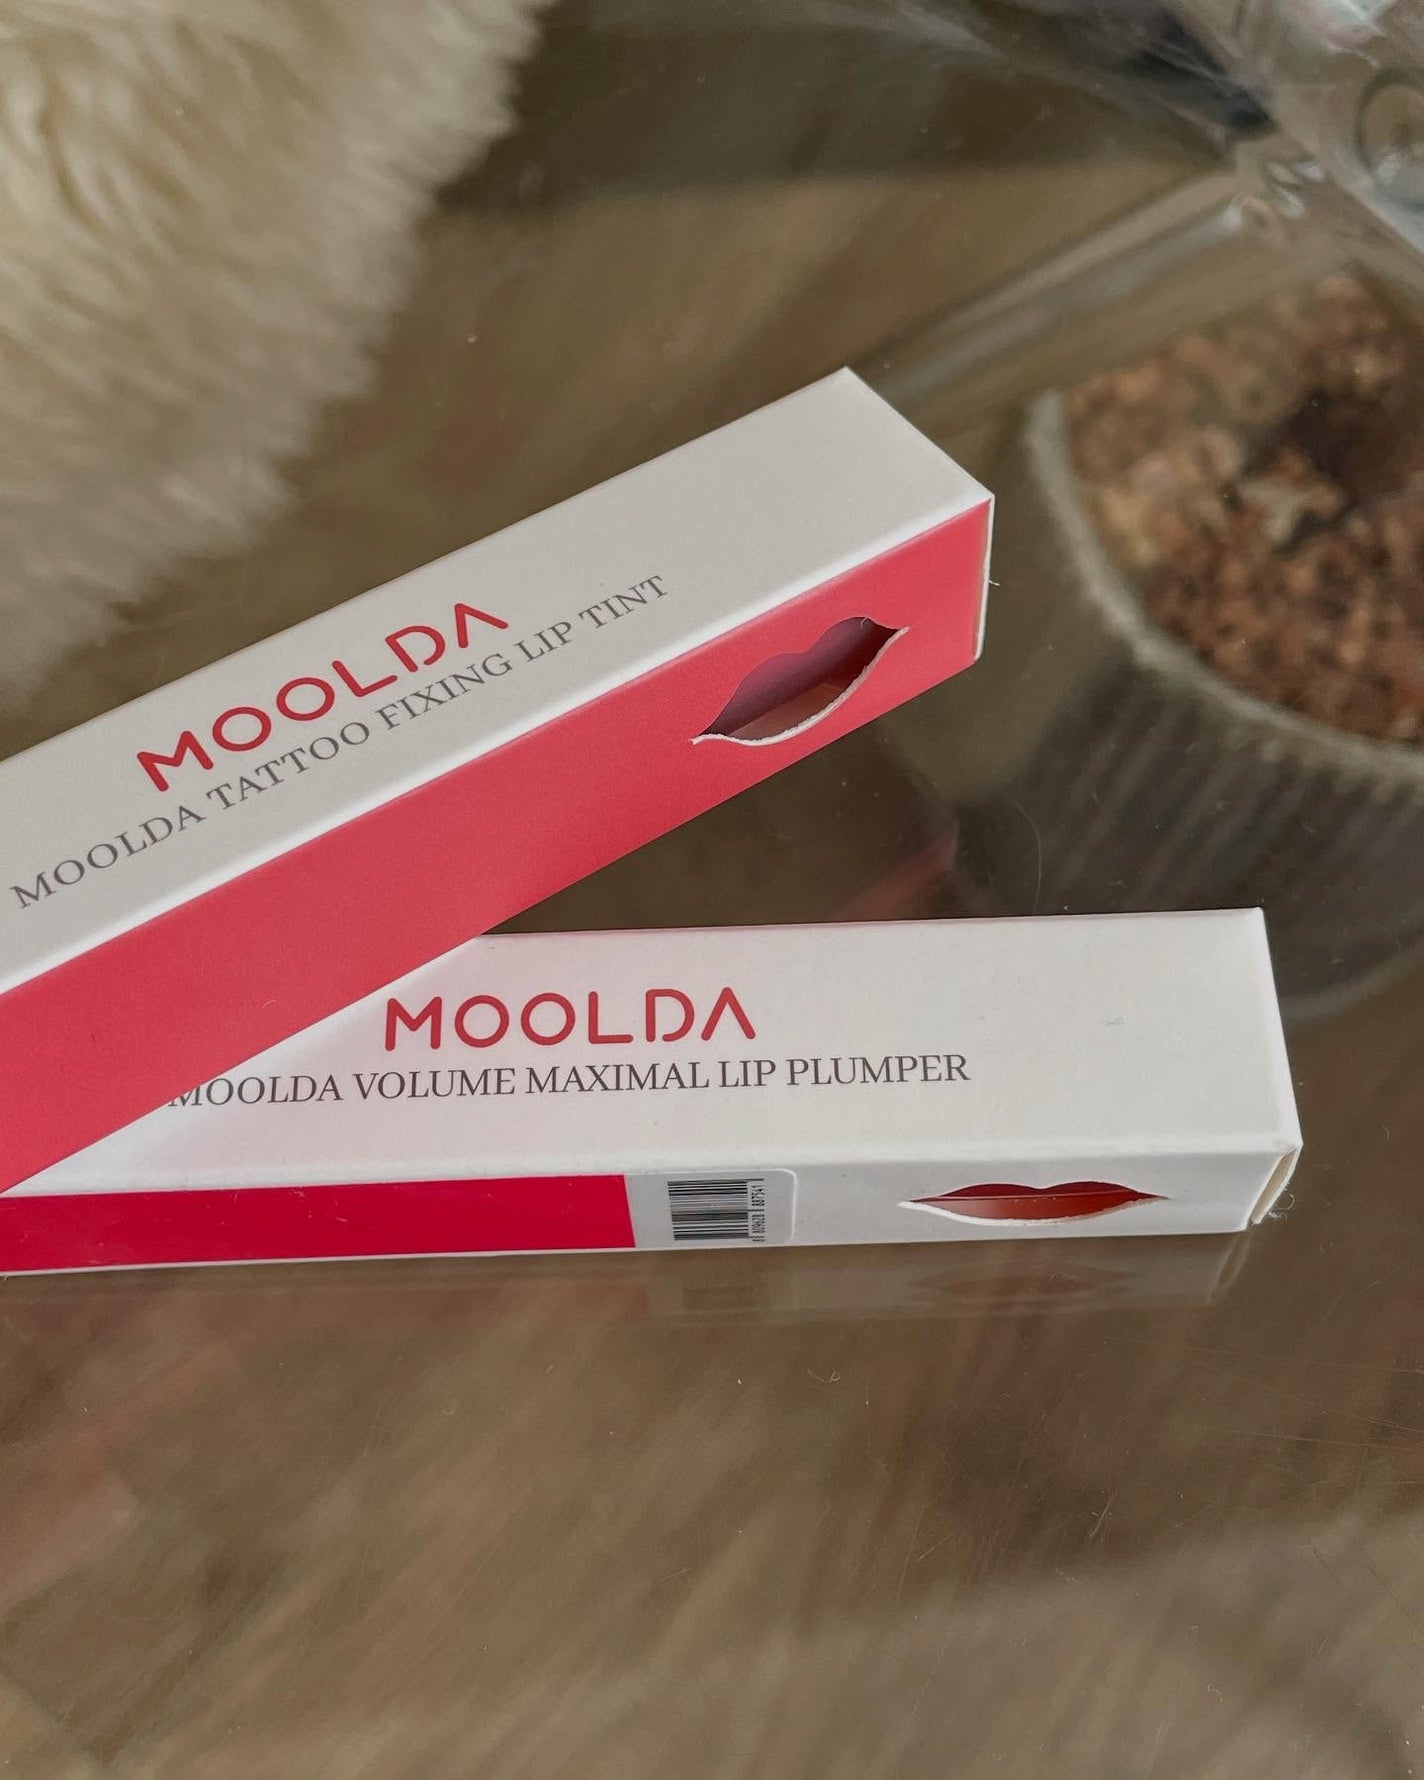 MOOLDA
MOOLDA TATTOO FIXING LIP TINT
MOOLDA
MOOLDA VOLUME MAXIMAL LIP PLUMPER